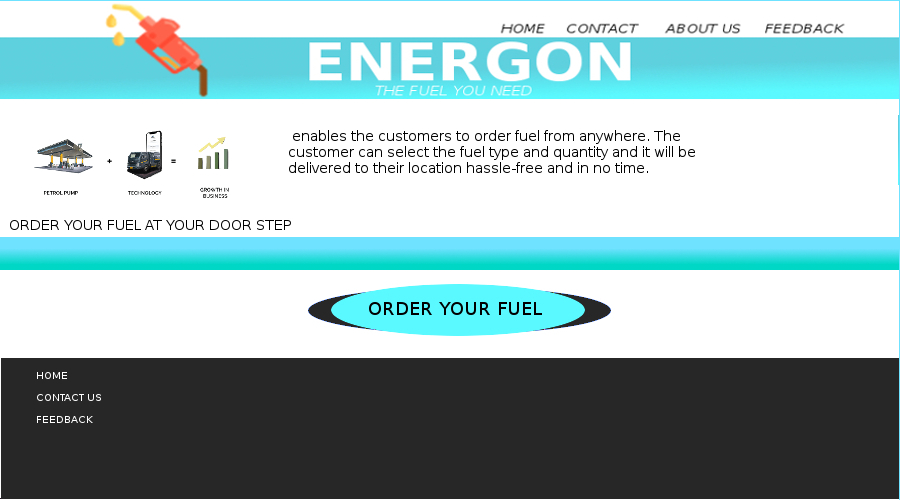 HOME CONTACT ABOUT US FEEDBACK
ENERGON
THE FUEL YOU NEED
enables the customers to order fuel from anywhere. The
customer can select the fuel type and quantity and it will be
delivered to their location hassle-free and in no time.
+ =
PETROL PUMP TECHNOLOGY GROWTH IN
BUSINESS
ORDER YOUR FUEL AT YOUR DOOR STEP
ORDER YOUR FUEL
HOME
CONTACT US
FEEDBACK